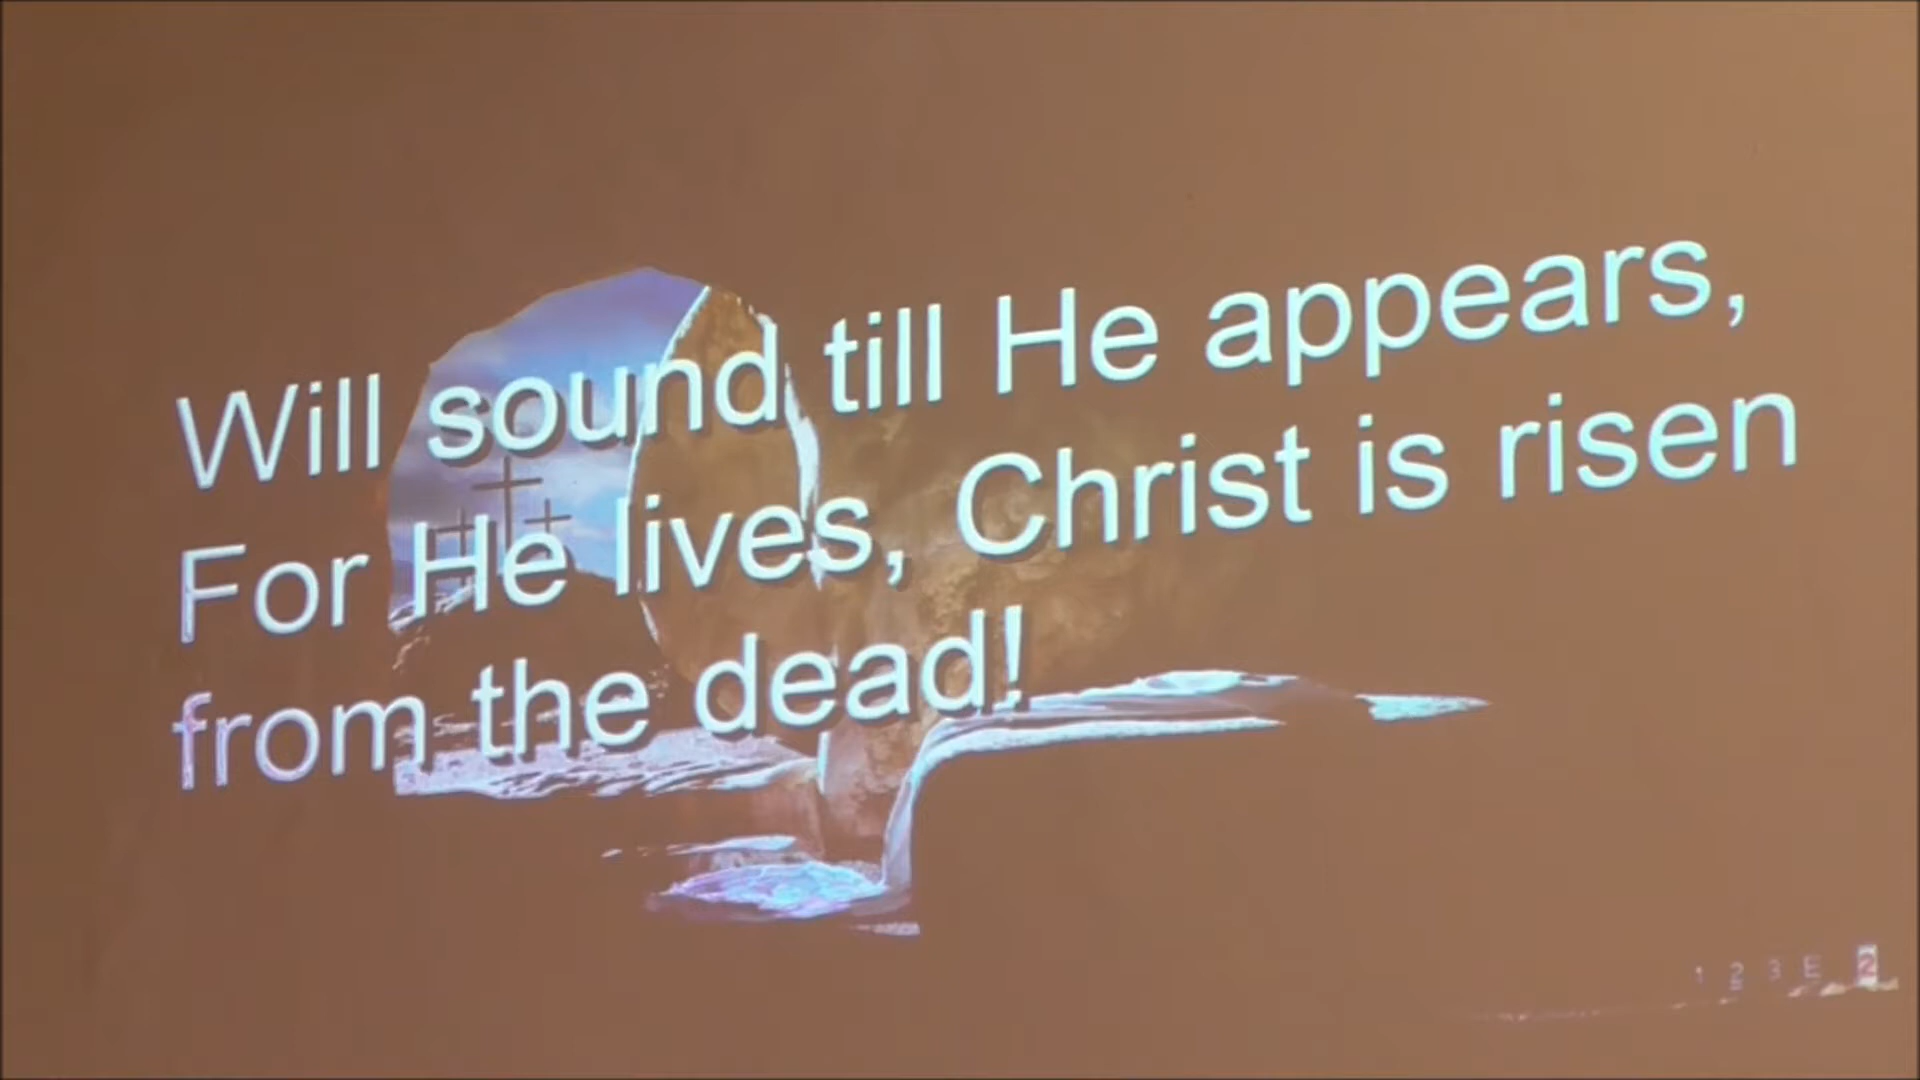 Will sound till He appears,
For He lives, Christ is risen
from the dead!
1 2 3 E 2